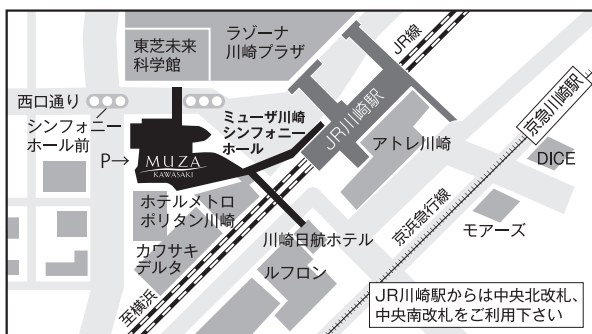 ラゾーナ
川崎プラザ
東芝未来
科学館
JR線
西口通り
シンフォニー
ホール前
ミューザ川崎
シンフォニー
ホール
JR川崎駅
京急川崎駅
アトレ川崎
DICE
P→
MUZA
KAWASAKI
ホテルメトロ
ポリタン川崎
京浜急行線
モアーズ
カワサキ
デルタ
川崎日航ホテル
ルフロン
至横浜
JR川崎駅からは中央北改札、
中央南改札をご利用下さい